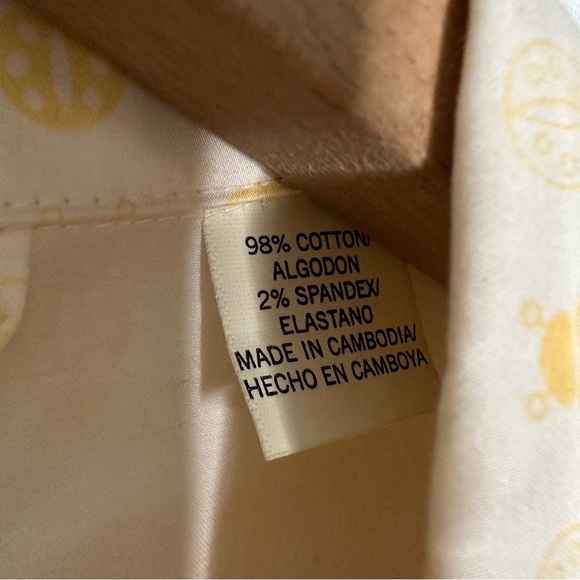 98% COTTON/
ALGODON
2% SPANDEX/
ELASTANO
MADE IN CAMBODIA/
HECHO EN CAMBOYA